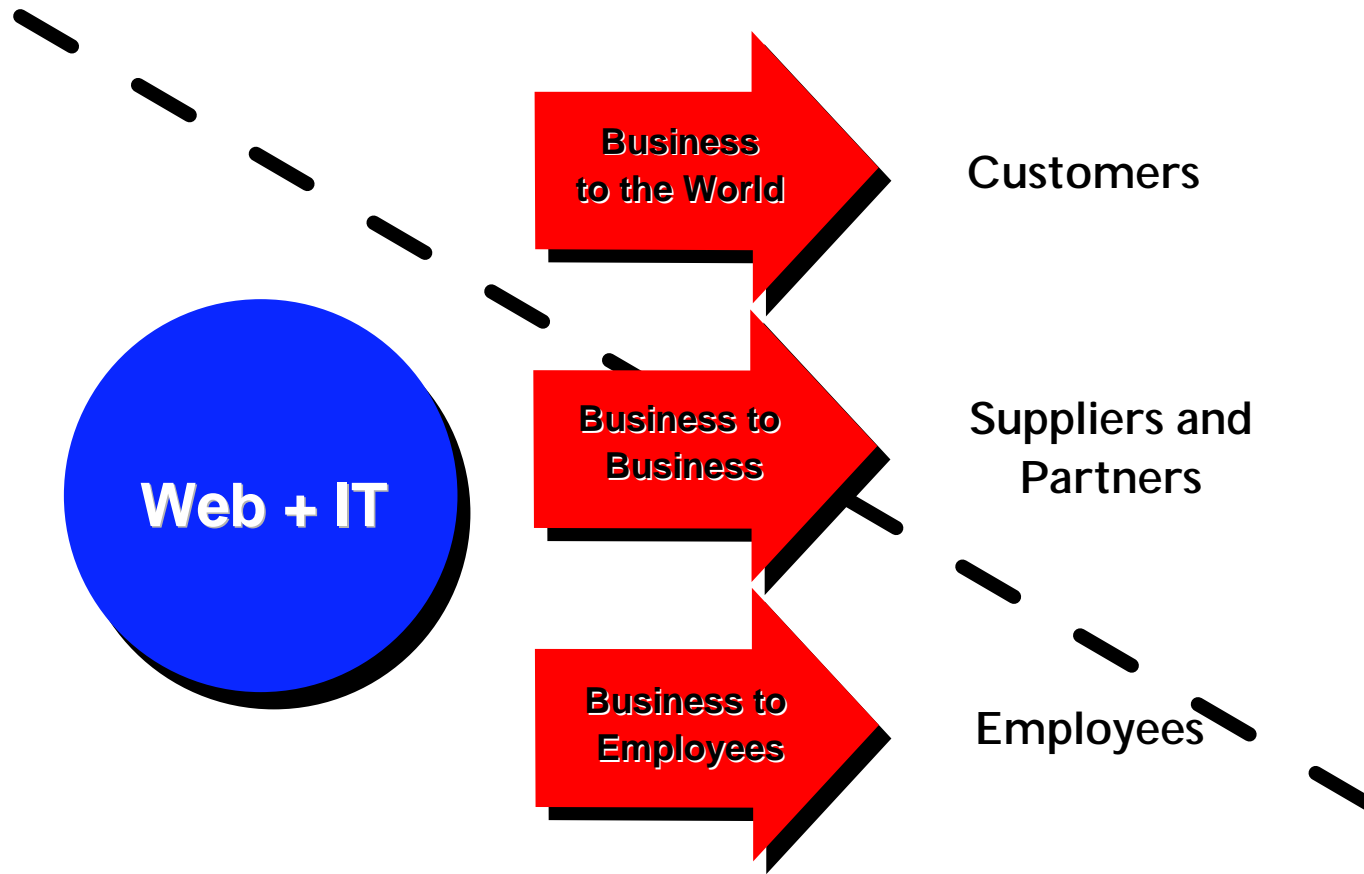 Business
to the World
Customers
Web + IT
Business to
Business
Suppliers and
Partners
Business to
Employees
Employees